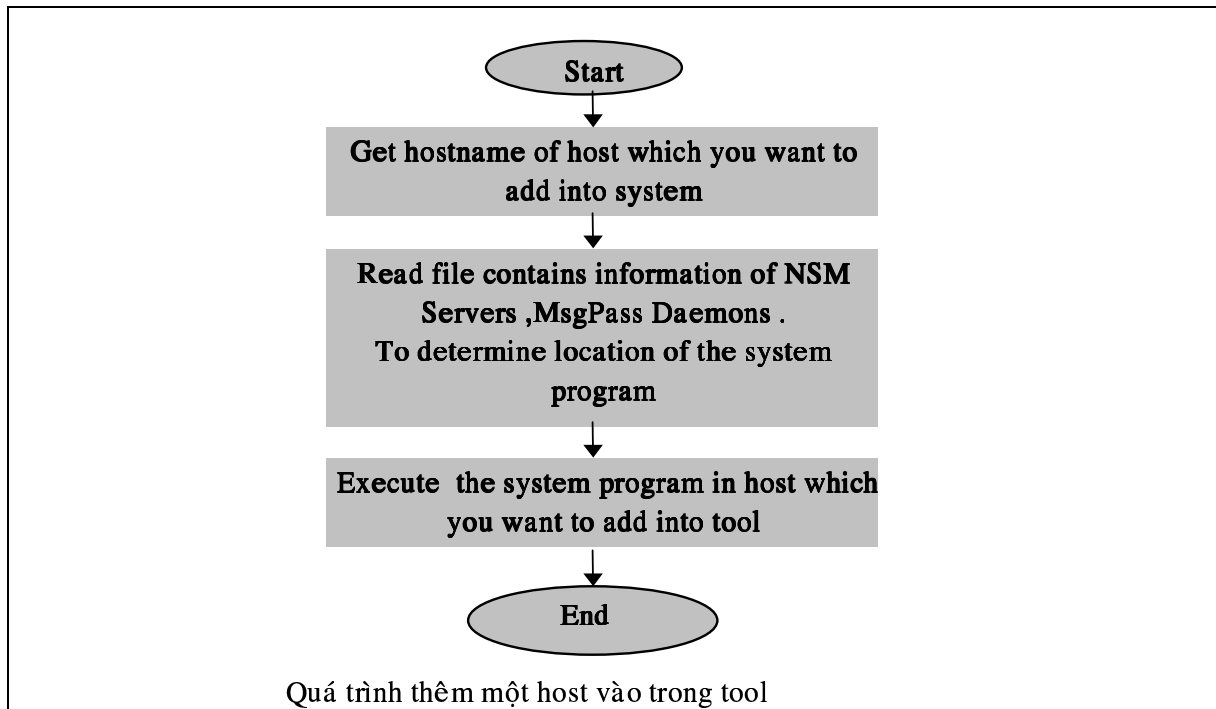 Start
Get hostname of host which you want to
add into system
Read file contains information of NSM
Servers ,MsgPass Daemons .
To determine location of the system
program
Execute  the system program in host which
you want to add into tool
End
Quá trình thêm một host vào trong tool